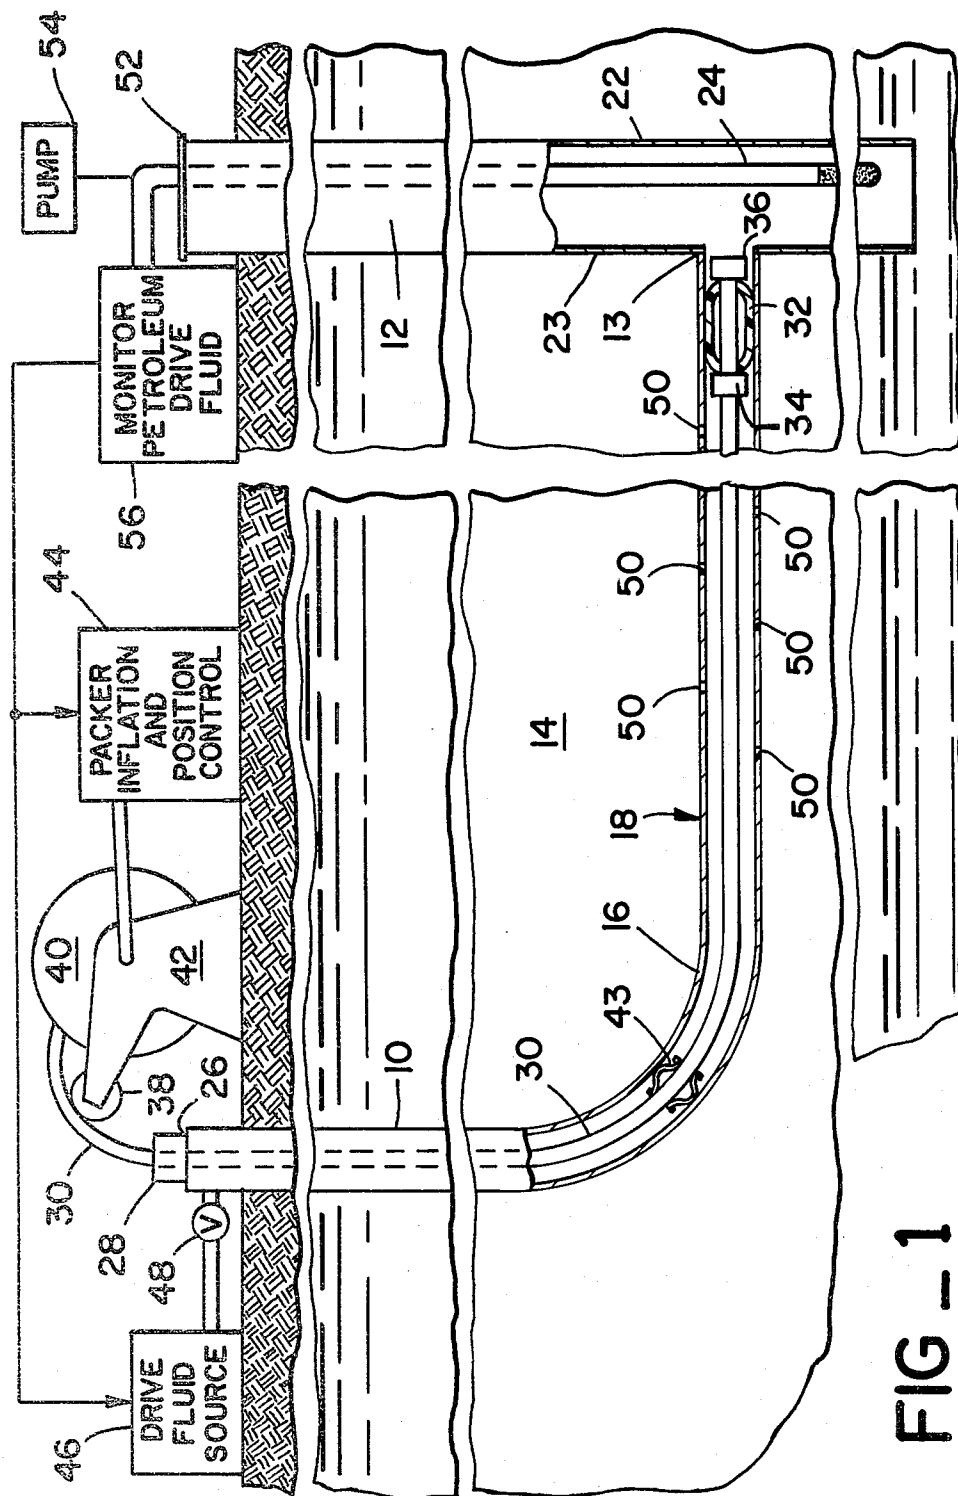 PUMP
54
52
MONITOR
PETROLEUM
DRIVE
FLUID
56
44
PACKER
INFLATION
AND
POSITION
CONTROL
40
42
38
26
30
28
48
V
46
DRIVE
FLUID
SOURCE
10
12
14
22
24
23
13
36
32
34
50
50
50
50
50
50
18
16
43
30
FIG - 1